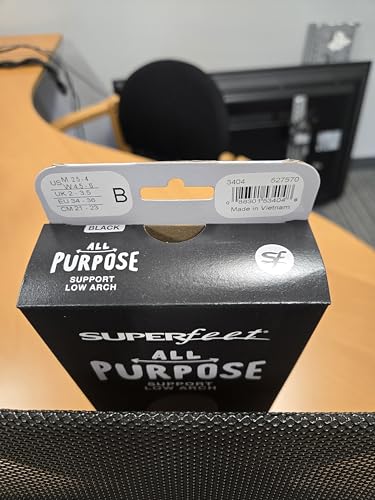 US M 2.5 - 4
W 4.5 - 6
UK 2 - 3.5
EU 34 - 36
CM 21 - 23
B
3404 627570
Made in Vietnam
BLACK
ALL
PURPOSE
SUPPORT
LOW ARCH
SF
SUPERfeet
ALL
PURPOSE
SUPPORT
LOW ARCH